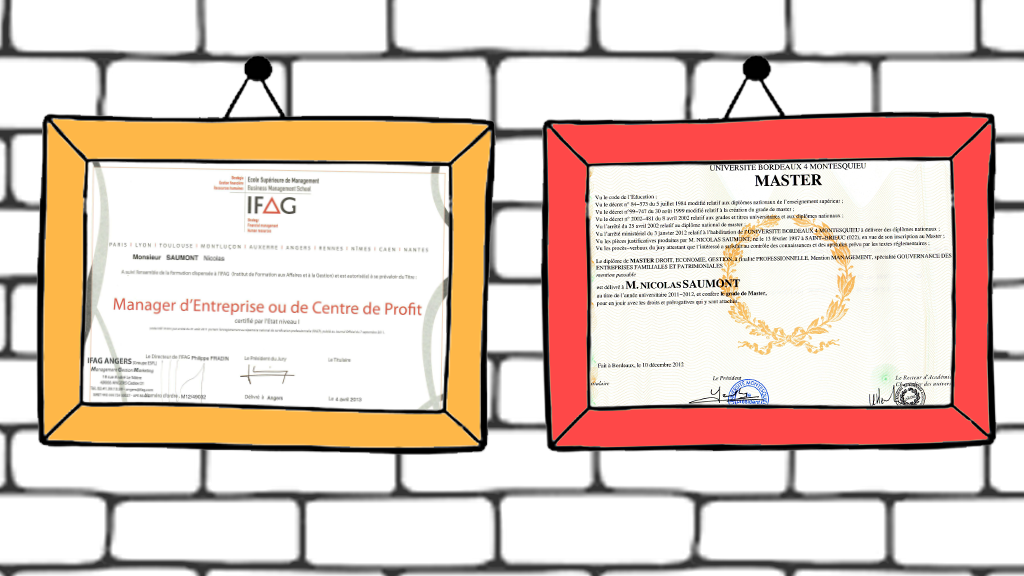 Ecole Supérieure de Management
Business Management School
IFAG
PARIS I LYON I TOULOUSE I MONTLUÇON I AUXERRE I ANGERS I RENNES I NÎMES I CAEN I NANTES
Monsieur SAUMONT Nicolas
A suivi l'ensemble de la formation dispensée à l'IFAG (Institut de Formation aux Affaires et à la Gestion) et est autorisé(e) à se prévaloir du Titre :
Manager d'Entreprise ou de Centre de Profit
certifié par l'Etat niveau I
IFAG ANGERS
Le Directeur de l'IFAG Philippe PRADIN
Le Président du Jury
Le Titulaire
Management Gestion Marketing
Délivré à Angers
Le 4 avril 2013
UNIVERSITE BORDEAUX 4 MONTESQUIEU
MASTER
Vu le code de l'Education ;
Vu le décret n° 84-573 du 5 juillet 1984 modifié relatif aux diplômes nationaux de l'enseignement supérieur ;
Vu le décret n°99-747 du 30 août 1999 modifié relatif à la création du grade de master ;
Vu le décret n° 2002-481 du 8 avril 2002 relatif aux grades et titres universitaires et aux diplômes nationaux ;
Vu l'arrêté du 25 avril 2002 relatif au diplôme national de master ;
Vu l'arrêté ministériel du 3 janvier 2012 relatif à l'habilitation de l'UNIVERSITE BORDEAUX 4 MONTESQUIEU à délivrer des diplômes nationaux ;
Vu les pièces justificatives produites par M. NICOLAS SAUMONT, né le 13 février 1987 à SAINT-BRIEUC (022), en vue de son inscription au Master ;
Vu les procès-verbaux du jury attestant que l'intéressé a satisfait au contrôle des connaissances et des aptitudes prévu par les textes réglementaires ;
Le diplôme de MASTER DROIT, ECONOMIE, GESTION, à finalité PROFESSIONNELLE, Mention MANAGEMENT, spécialité GOUVERNANCE DES
ENTREPRISES FAMILIALES ET PATRIMONIALES
mention passable
est délivré à M. NICOLAS SAUMONT
au titre de l'année universitaire 2011-2012, et confère le grade de Master,
pour en jouir avec les droits et prérogatives qui y sont attachés.
Fait à Bordeaux, le 10 décembre 2012
Le Président
Le Recteur d'Académie